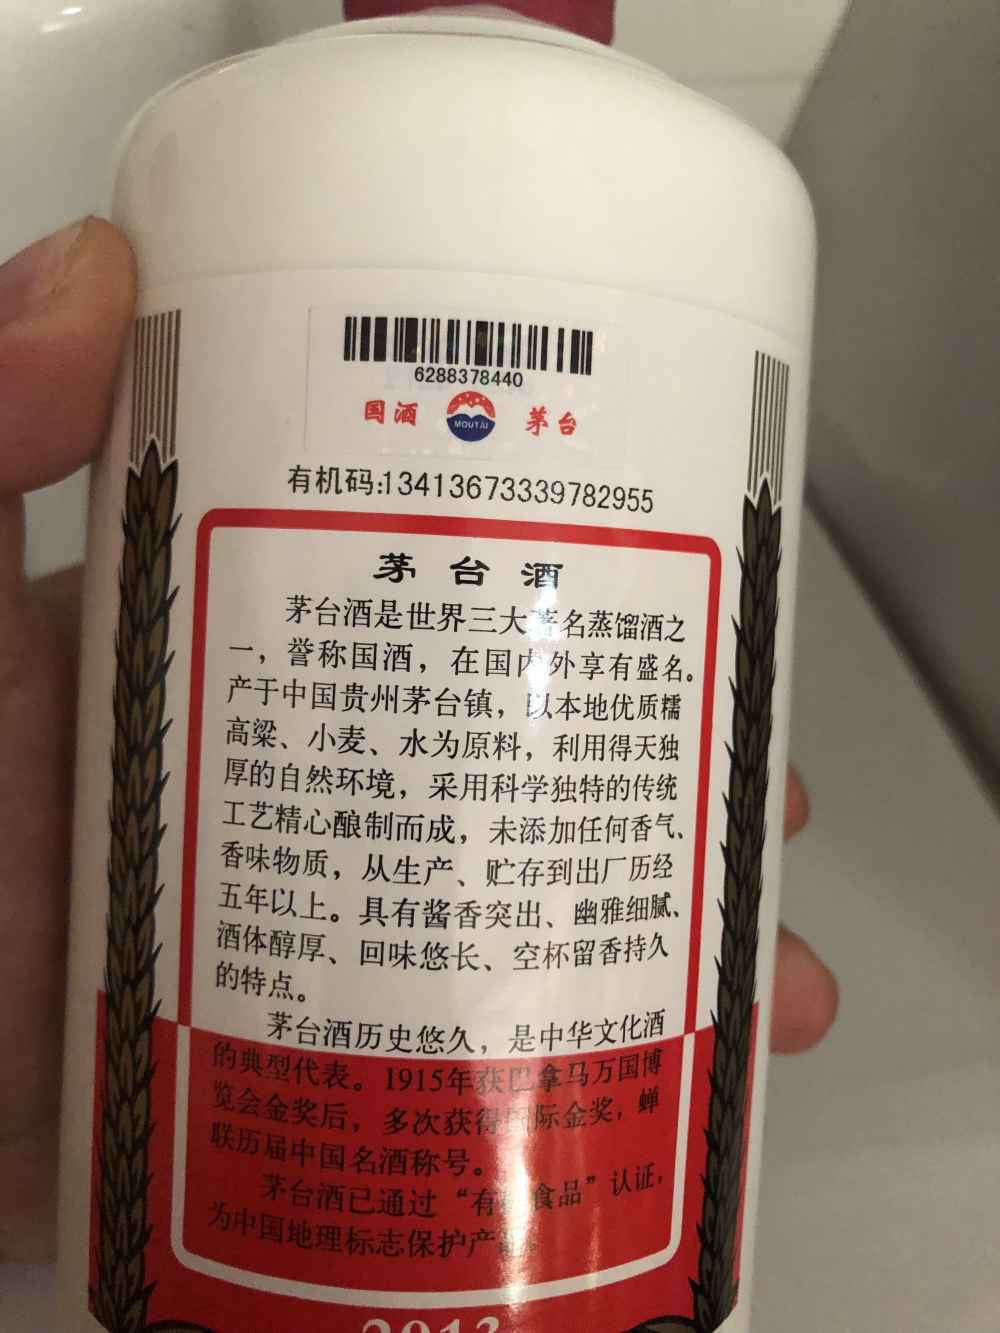 6288378440
国酒 茅台
MOUTAI
有机码:13413673339782955
茅台酒
茅台酒是世界三大著名蒸馏酒之
一，誉称国酒，在国内外享有盛名。
产于中国贵州茅台镇，以本地优质糯
高粱、小麦、水为原料，利用得天独
厚的自然环境，采用科学独特的传统
工艺精心酿制而成，未添加任何香气、
香味物质，从生产、贮存到出厂历经
五年以上。具有酱香突出、幽雅细腻、
酒体醇厚、回味悠长、空杯留香持久
的特点。
茅台酒历史悠久，是中华文化酒
的典型代表。1915年获巴拿马万国博
览会金奖后，多次获得国际金奖，蝉
联历届中国名酒称号。
茅台酒已通过“有机食品”认证，
为中国地理标志保护产品。